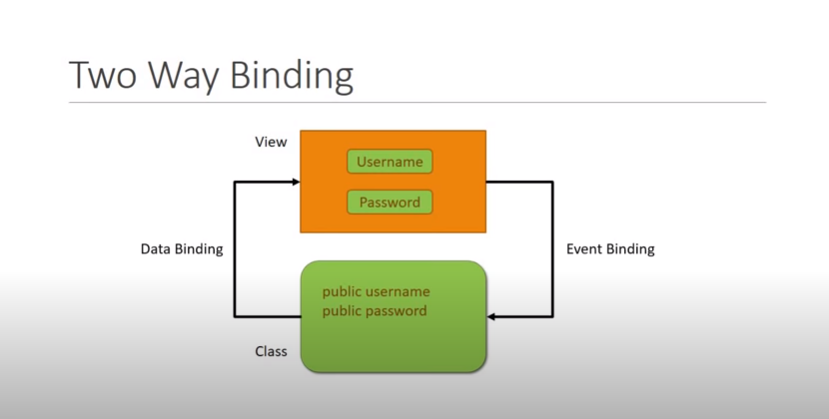 Two Way Binding
View
Username
Password
Data Binding
Event Binding
public username
public password
Class